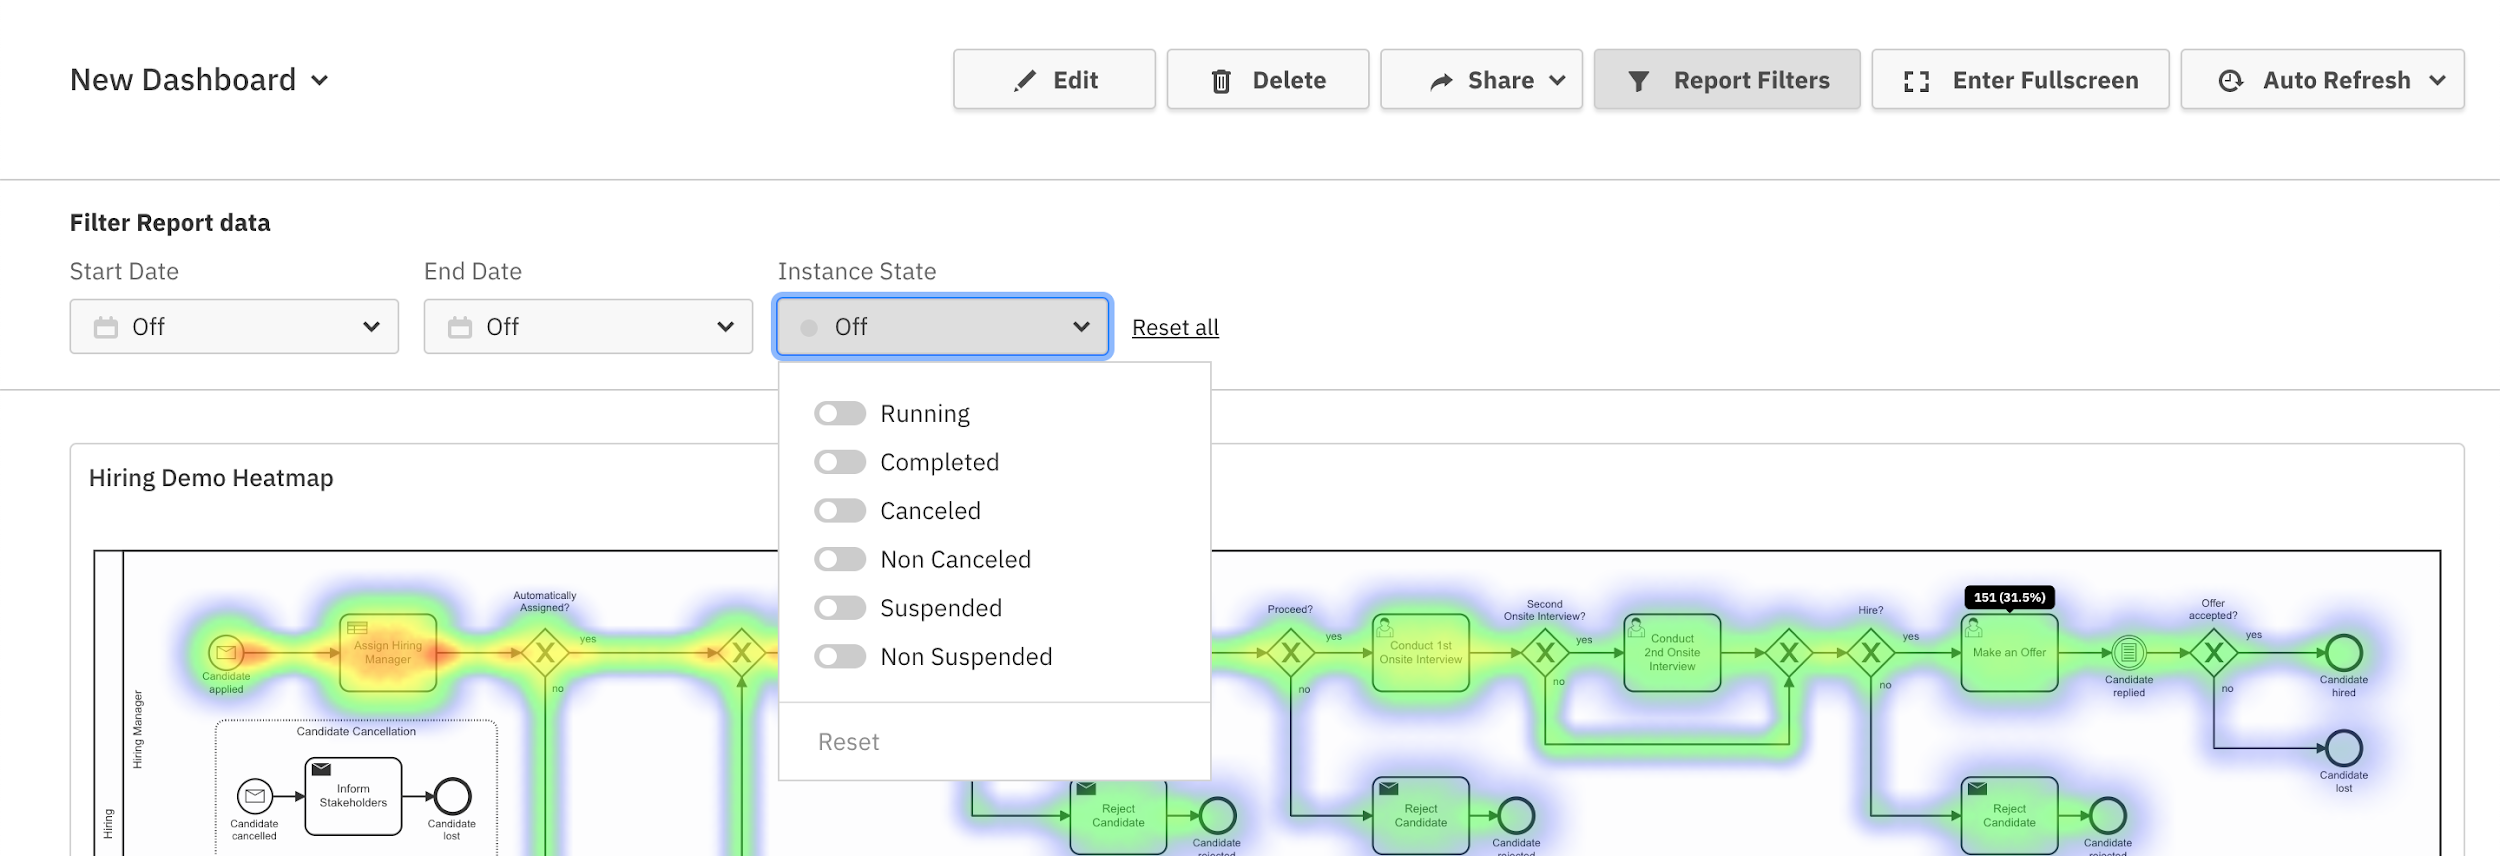 New Dashboard
Edit
Delete
Share
Report Filters
Enter Fullscreen
Auto Refresh
Filter Report data
Start Date
End Date
Instance State
Off
Off
Off
Reset all
Running
Completed
Canceled
Non Canceled
Suspended
Non Suspended
Reset
Hiring Demo Heatmap
Hiring
Hiring Manager
Candidate
applied
Assign Hiring
Manager
Automatically
Assigned?
yes
no
X
X
Proceed?
X
yes
no
Conduct 1st
Onsite Interview
Second
Onsite Interview?
X
yes
no
Conduct
2nd Onsite
Interview
X
Hire?
X
yes
no
151 (31.5%)
Make an Offer
Candidate
replied
Offer
accepted?
X
yes
no
Candidate
hired
Candidate
lost
Candidate Cancellation
Candidate
cancelled
Inform
Stakeholders
Candidate
lost
Reject
Candidate
Candidate
rejected
Reject
Candidate
Candidate
rejected
Reject
Candidate
Candidate
rejected